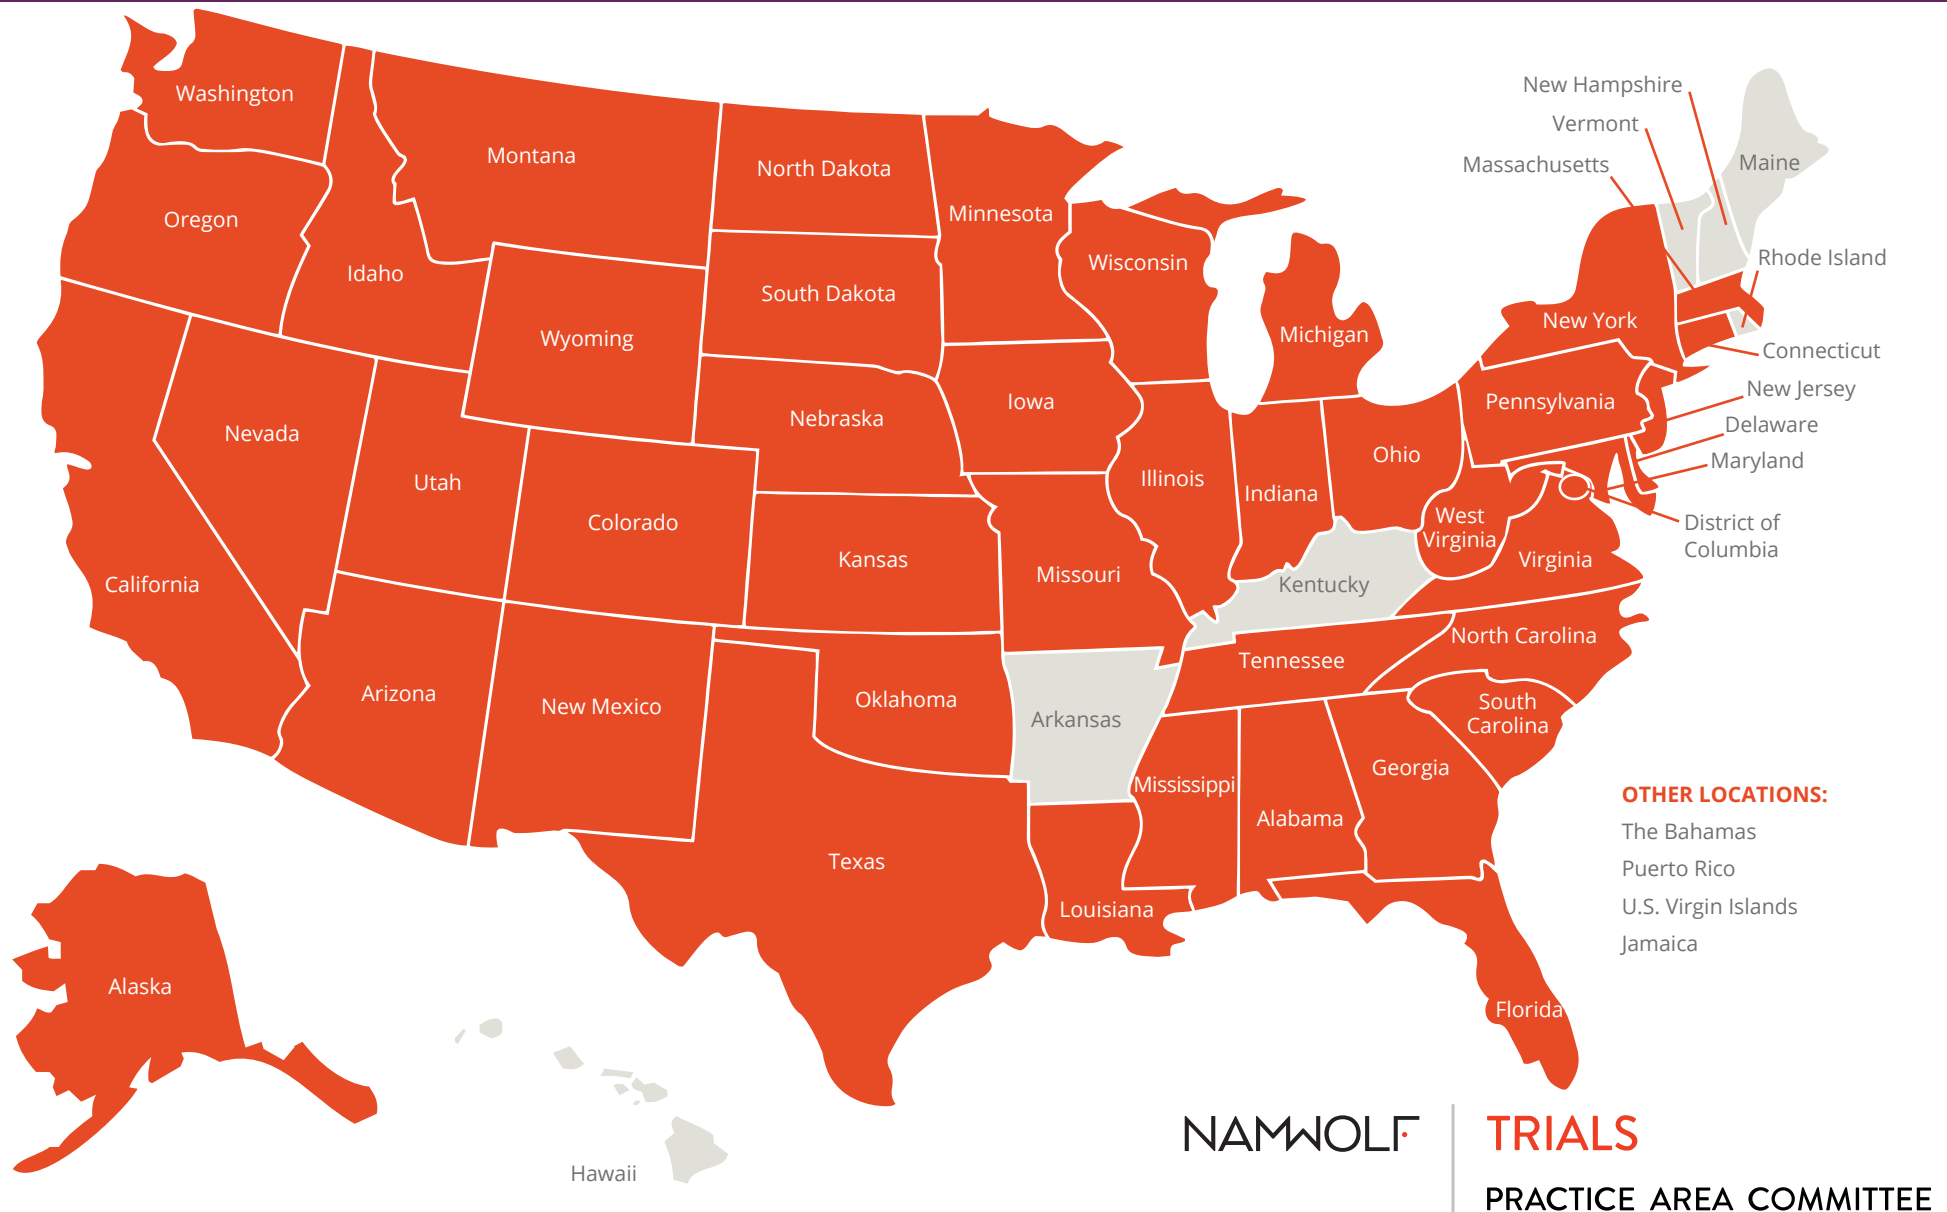 Washington
Montana
North Dakota
Minnesota
New Hampshire
Vermont
Massachusetts
Maine
Oregon
Idaho
Wyoming
South Dakota
Wisconsin
Michigan
New York
Rhode Island
Connecticut
New Jersey
Delaware
Maryland
District of
Columbia
Nevada
Utah
Colorado
Nebraska
Iowa
Illinois
Indiana
Ohio
Pennsylvania
West
Virginia
Virginia
California
Kansas
Missouri
Kentucky
Arizona
New Mexico
Oklahoma
Arkansas
Tennessee
North Carolina
South
Carolina
Texas
Louisiana
Mississippi
Alabama
Georgia
Florida
Alaska
Hawaii
OTHER LOCATIONS:
The Bahamas
Puerto Rico
U.S. Virgin Islands
Jamaica
NAMWOLF
TRIALS
PRACTICE AREA COMMITTEE